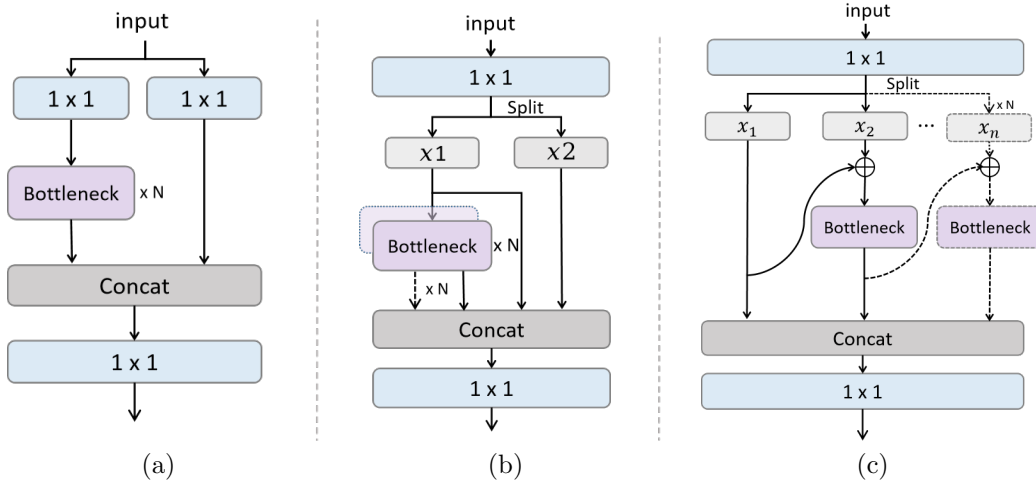 input
1 x 1
1 x 1
Bottleneck
x N
Concat
1 x 1
(a)
input
1 x 1
Split
x1
x2
Bottleneck
x N
x N
Concat
1 x 1
(b)
input
1 x 1
Split
x N
x₁
x₂
...
xₙ
Bottleneck
Bottleneck
Concat
1 x 1
(c)